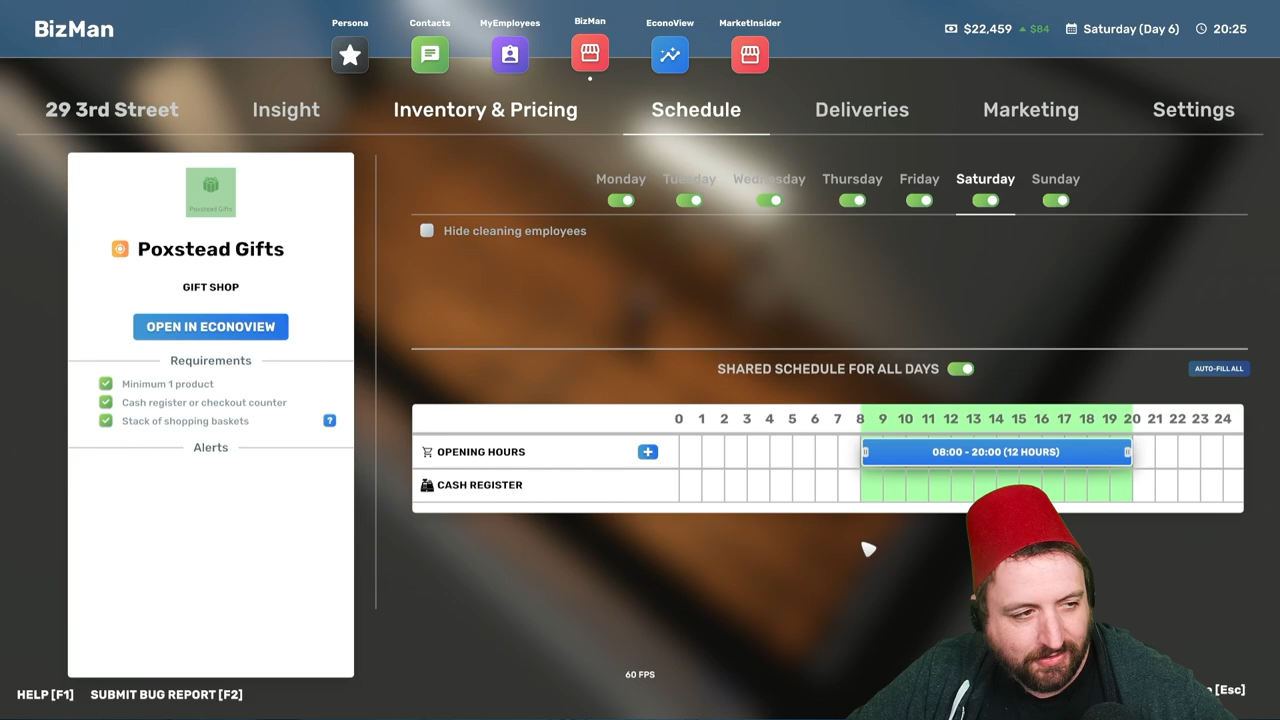 BizMan
Persona
Contacts
MyEmployees
BizMan
EconoView
MarketInsider
$22,459 $84
Saturday (Day 6)
20:25
29 3rd Street
Insight
Inventory & Pricing
Schedule
Deliveries
Marketing
Settings
Poxstead Gifts
Poxstead Gifts
GIFT SHOP
OPEN IN ECONOVIEW
Requirements
Minimum 1 product
Cash register or checkout counter
Stack of shopping baskets
?
Alerts
Monday
Tuesday
Wednesday
Thursday
Friday
Saturday
Sunday
Hide cleaning employees
SHARED SCHEDULE FOR ALL DAYS
AUTO-FILL ALL
0 1 2 3 4 5 6 7 8 9 10 11 12 13 14 15 16 17 18 19 20 21 22 23 24
OPENING HOURS
+
08:00 - 20:00 (12 HOURS)
CASH REGISTER
60 FPS
HELP [F1]
SUBMIT BUG REPORT [F2]
[Esc]